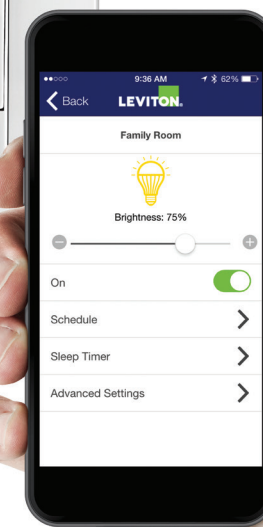 9:36 AM
62%
Back
LEVITON.
Family Room
Brightness: 75%
On
Schedule
Sleep Timer
Advanced Settings